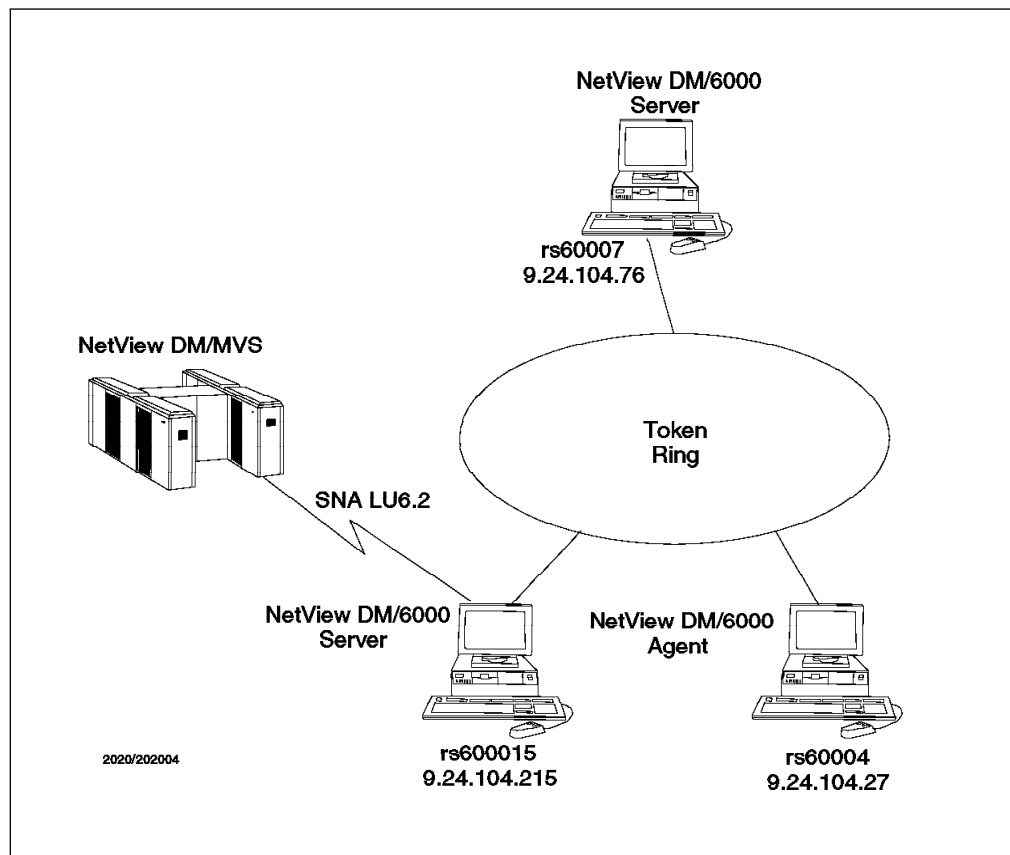 NetView DM/6000
Server
rs60007
9.24.104.76
NetView DM/MVS
Token
Ring
SNA LU6.2
NetView DM/6000
Server
NetView DM/6000
Agent
rs600015
9.24.104.215
rs60004
9.24.104.27
2020/202004